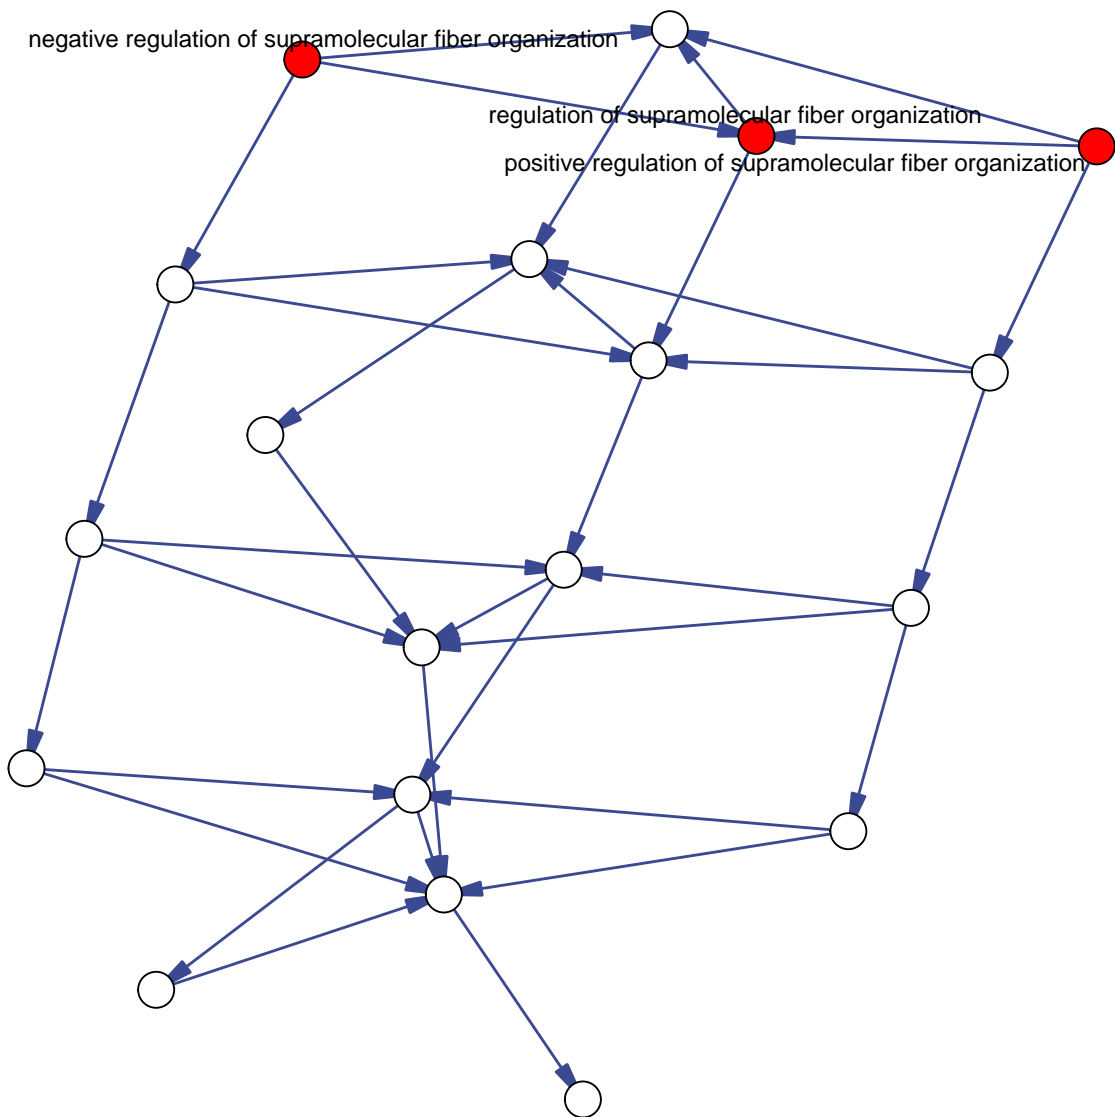 negative regulation of supramolecular fiber organization
regulation of supramolecular fiber organization
positive regulation of supramolecular fiber organization